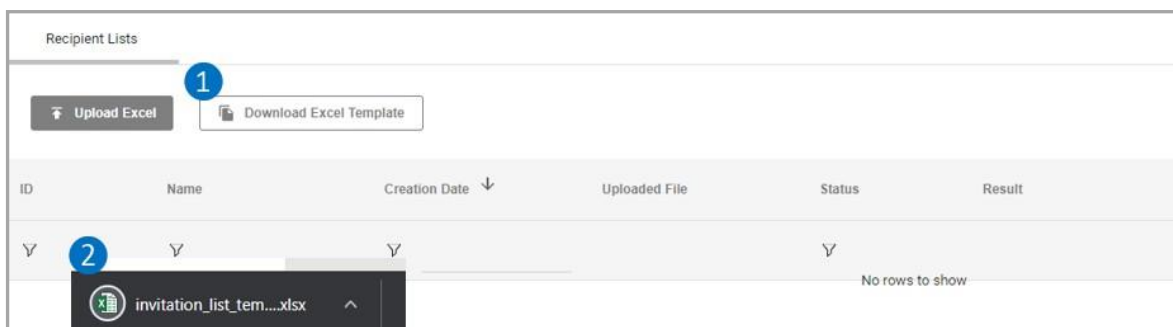 Recipient Lists
1
Upload Excel Download Excel Template
ID Name Creation Date Uploaded File Status Result
2
No rows to show
invitation_list_tem....xlsx